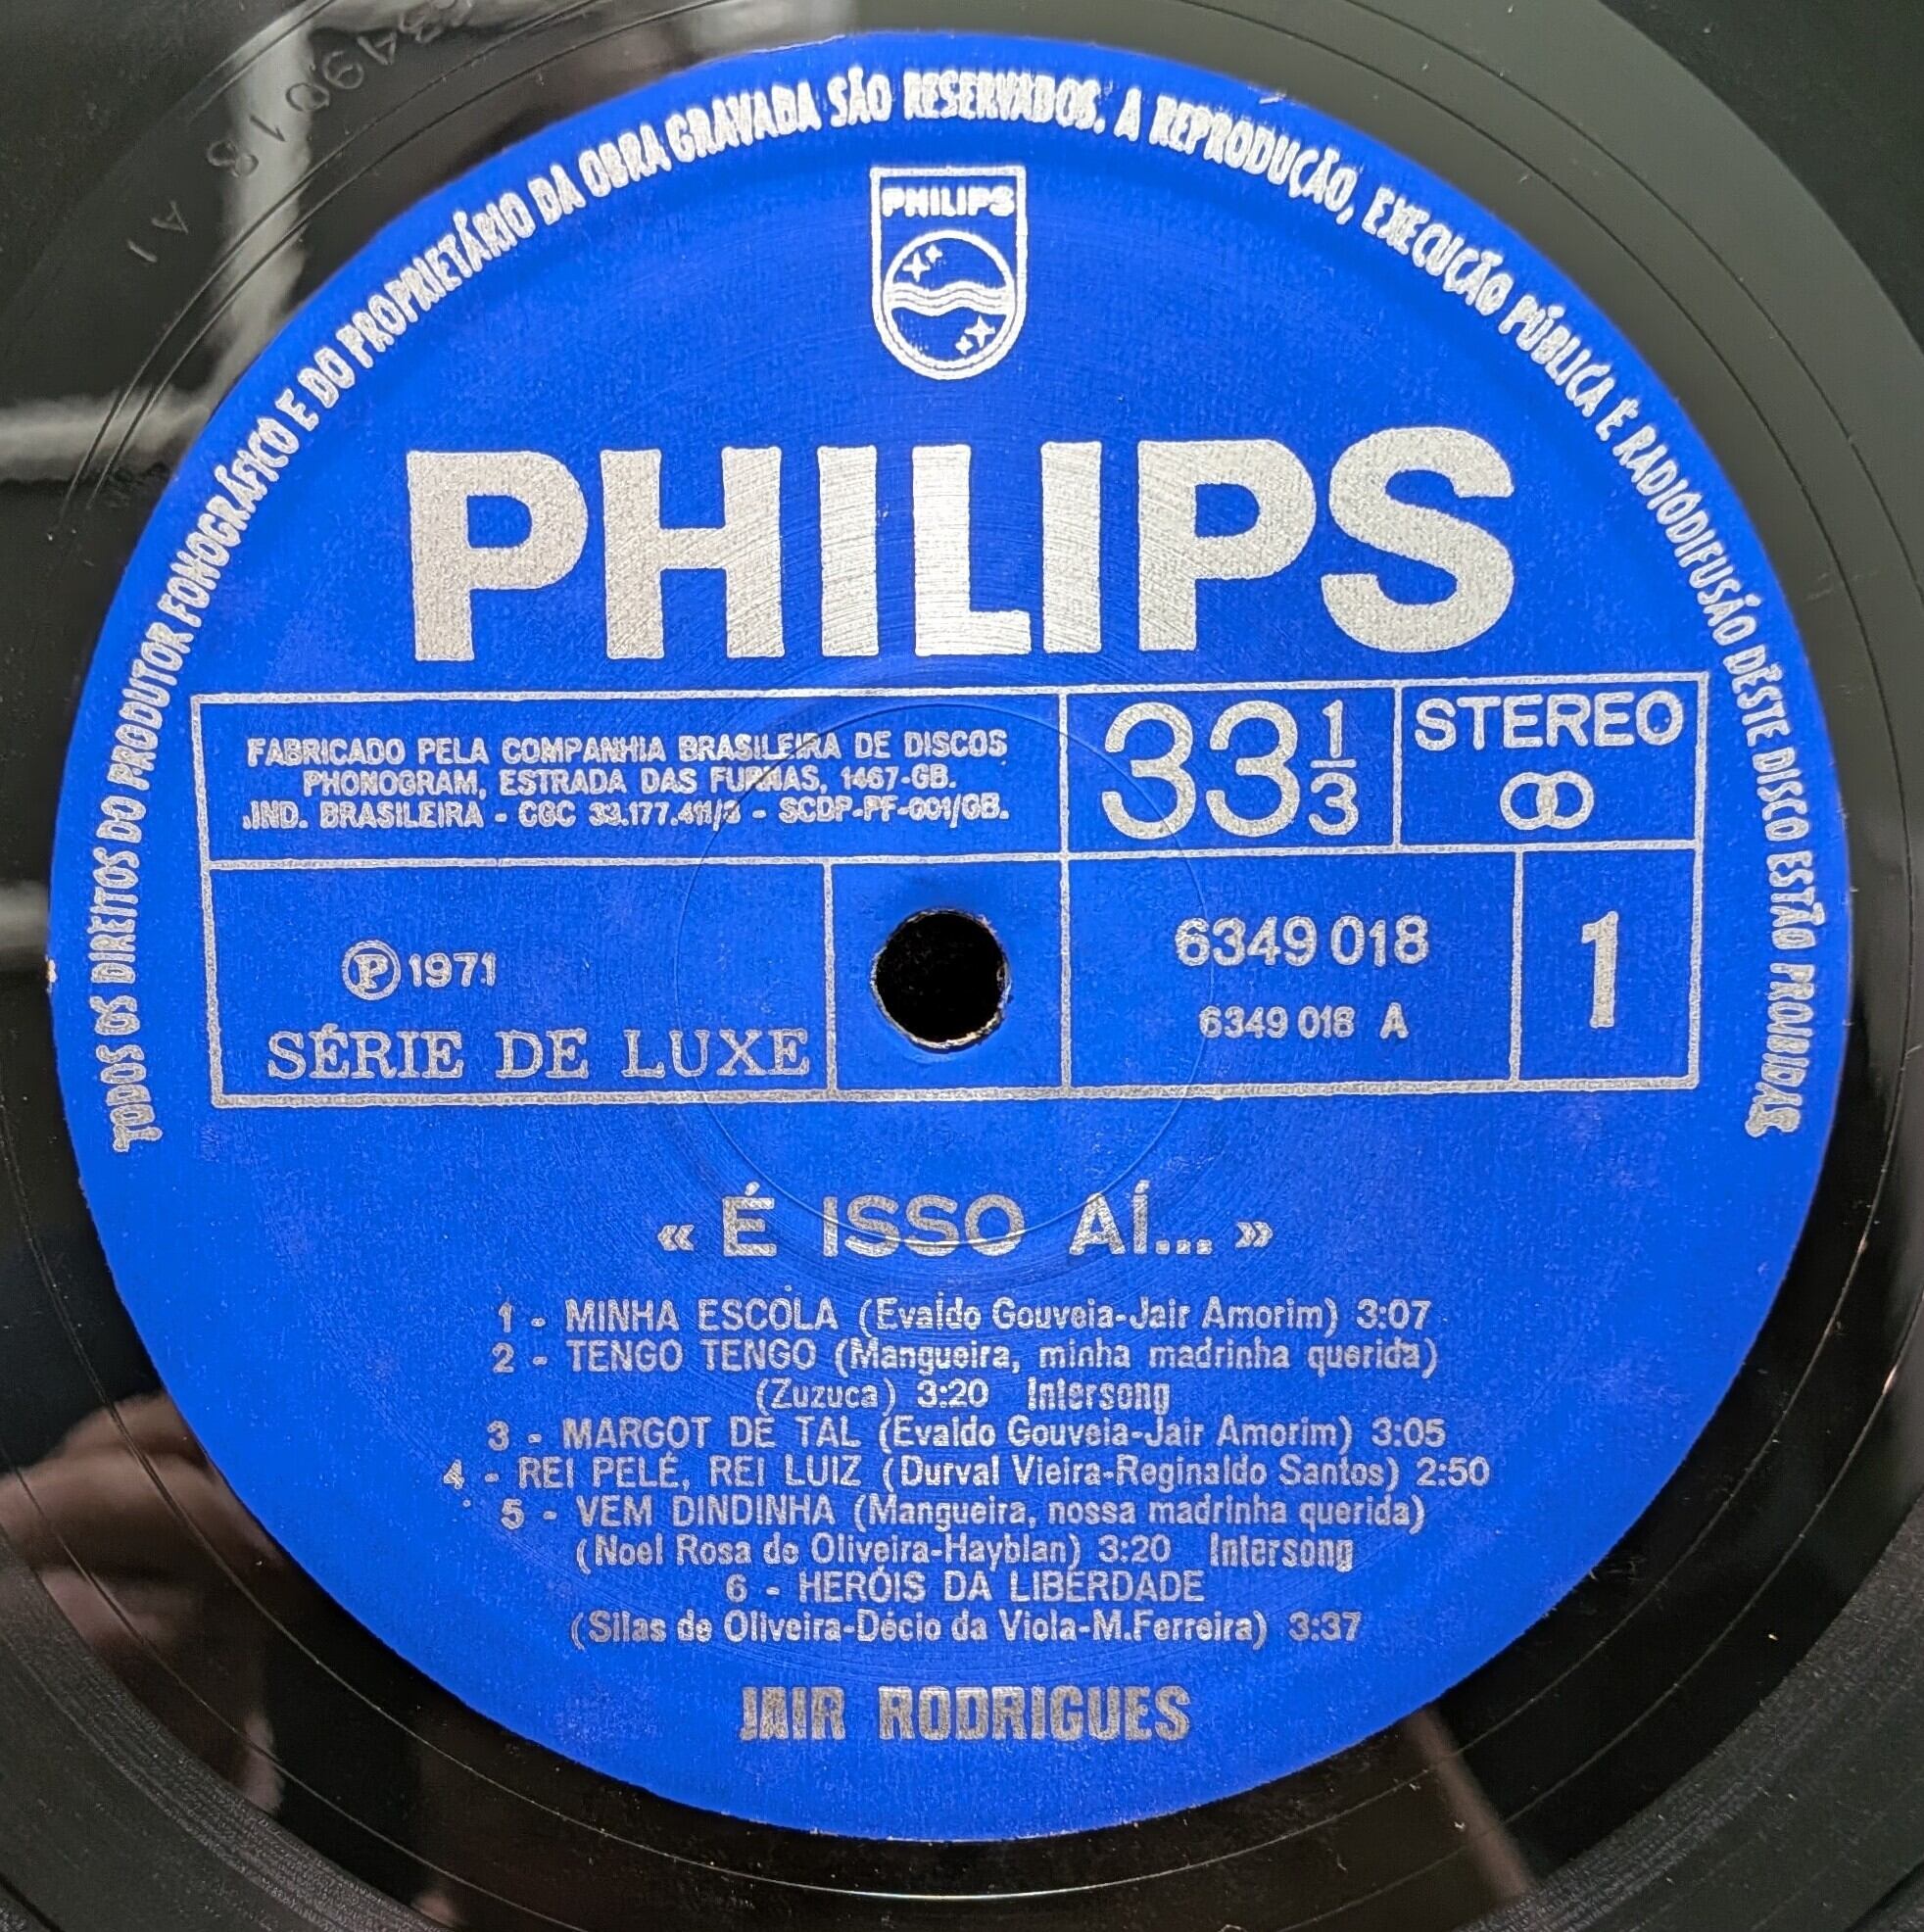 TODOS OS DIREITOS DO PRODUTOR FONOGRÁFICO E DO PROPRIETÁRIO DA OBRA GRAVADA SÃO RESERVADOS. A REPRODUÇÃO, EXECUÇÃO PÚBLICA E RADIODIFUSÃO DÊSTE DISCO ESTÃO PROIBIDAS
PHILIPS
PHILIPS
FABRICADO PELA COMPANHIA BRASILEIRA DE DISCOS
PHONOGRAM, ESTRADA DAS FURNAS, 1467-GB.
IND. BRASILEIRA - CGC 33.177.411/3 - SCDP-PF-001/GB.
33 1/3
STEREO
℗ 1971
SÉRIE DE LUXE
6349 018
6349 018 A
1
« É ISSO AÍ... »
1 - MINHA ESCOLA (Evaldo Gouveia-Jair Amorim) 3:07
2 - TENGO TENGO (Mangueira, minha madrinha querida)
(Zuzuca) 3:20 Intersong
3 - MARGOT DE TAL (Evaldo Gouveia-Jair Amorim) 3:05
4 - REI PELÉ, REI LUIZ (Durval Vieira-Reginaldo Santos) 2:50
5 - VEM DINDINHA (Mangueira, nossa madrinha querida)
(Noel Rosa de Oliveira-Hayblan) 3:20 Intersong
6 - HERÓIS DA LIBERDADE
(Silas de Oliveira-Décio da Viola-M.Ferreira) 3:37
JAIR RODRIGUES